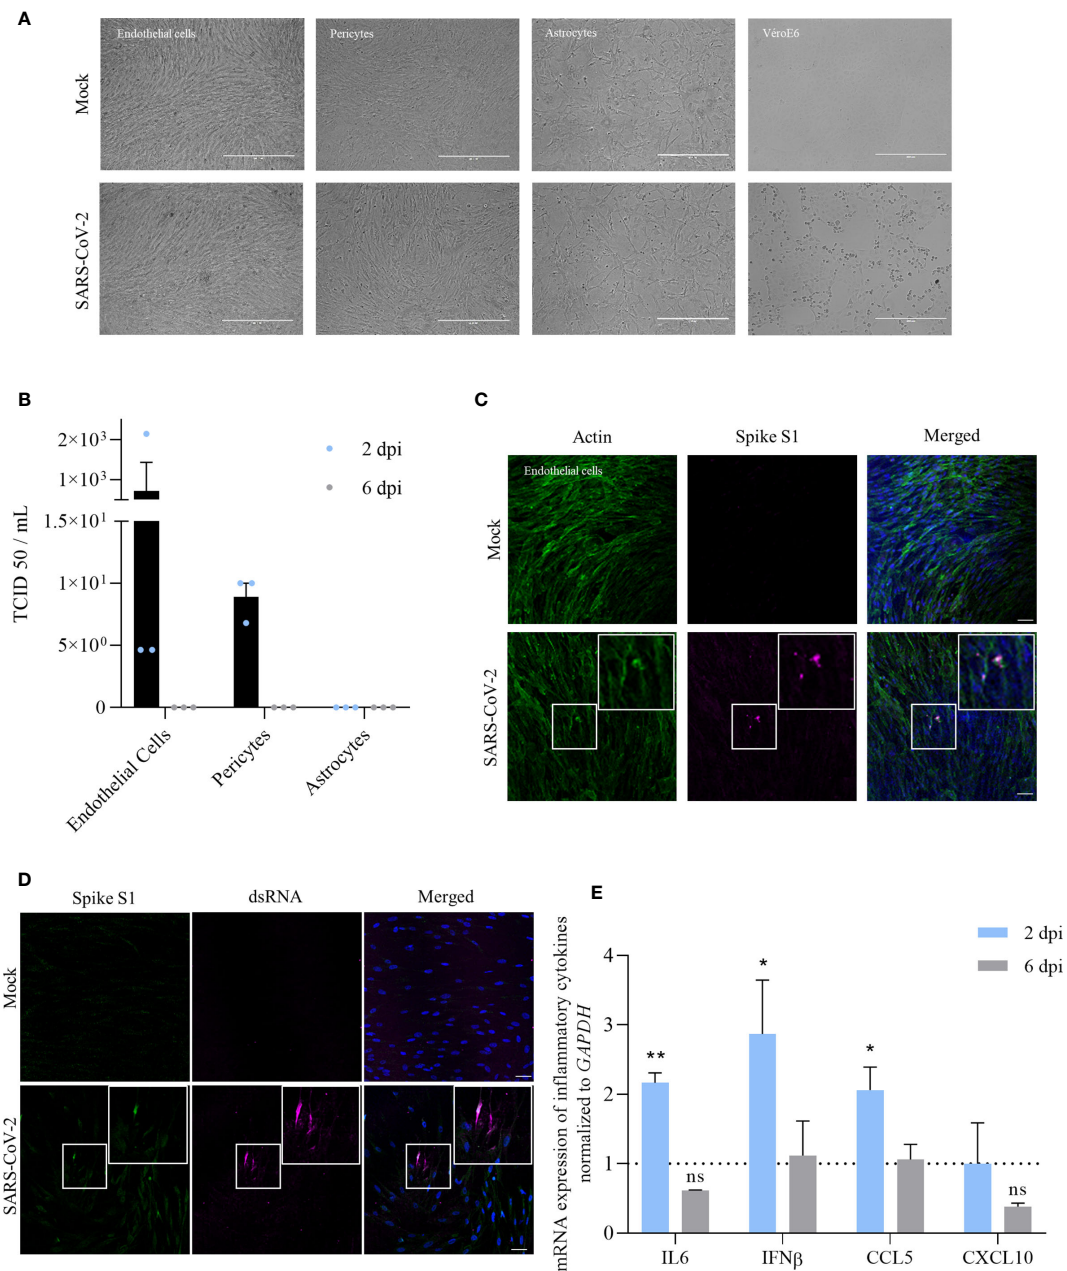 A
Endothelial cells
Pericytes
Astrocytes
VéroE6
Mock
SARS-CoV-2
B
TCID 50 / mL
2×10³
1×10³
1.5×10¹
1×10¹
5×10⁰
0
2 dpi
6 dpi
Endothelial Cells
Pericytes
Astrocytes
C
Actin
Spike S1
Merged
Endothelial cells
Mock
SARS-CoV-2
D
Spike S1
dsRNA
Merged
Mock
SARS-CoV-2
E
mRNA expression of inflammatory cytokines
normalized to GAPDH
2 dpi
6 dpi
4
3
2
1
0
**
*
*
ns
ns
IL6
IFNβ
CCL5
CXCL10